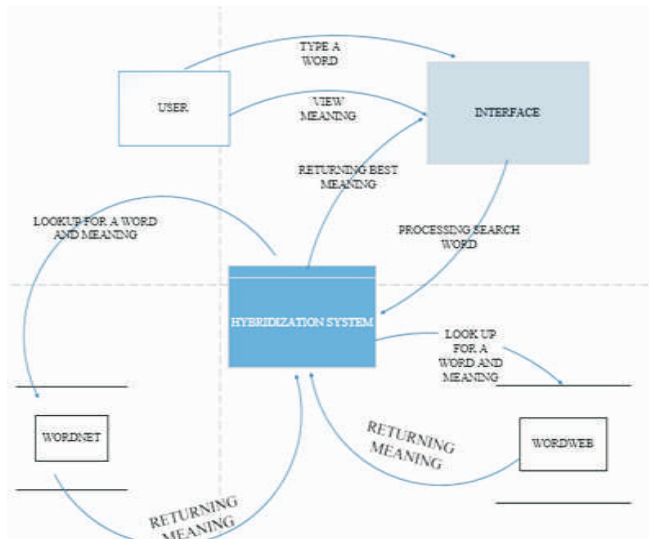 TYPE A
WORD
USER
VIEW
MEANING
INTERFACE
RETURNING BEST
MEANING
LOOKUP FOR A WORD
AND MEANING
PROCESSING SEARCH
WORD
HYBRIDIZATION SYSTEM
LOOK UP
FOR A
WORD AND
MEANING
WORDNET
RETURNING
MEANING
WORDWEB
RETURNING
MEANING